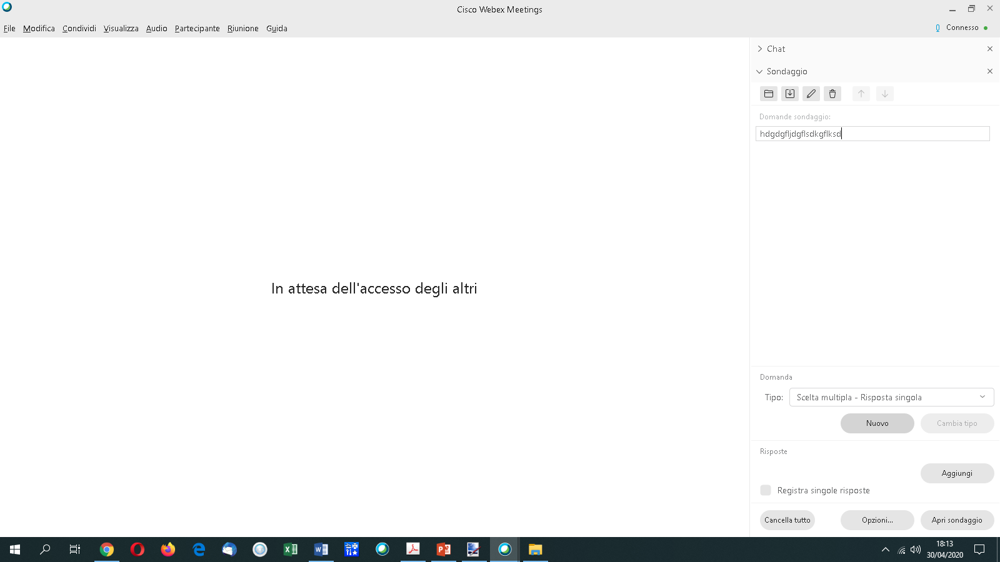 Cisco Webex Meetings
File Modifica Condividi Visualizza Audio Partecipante Riunione Guida
Connesso
Chat
Sondaggio
Domande sondaggio:
hdgdgfljdgflsdkgflksd
In attesa dell'accesso degli altri
Domanda
Tipo: Scelta multipla - Risposta singola
Nuovo Cambia tipo
Risposte
Aggiungi
Registra singole risposte
Cancella tutto Opzioni... Apri sondaggio
18:13
30/04/2020